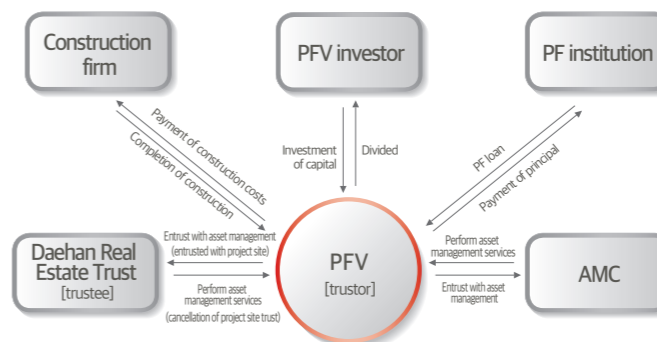 Construction
firm
PFV investor
PF institution
Payment of construction costs
Completion of construction
Investment
of capital
Divided
PF loan
Payment of principal
Entrust with asset management
(entrusted with project site)
Daehan Real
Estate Trust
[trustee]
Perform asset
management services
(cancellation of project site trust)
PFV
[trustor]
Perform asset
management services
Entrust with asset
management
AMC